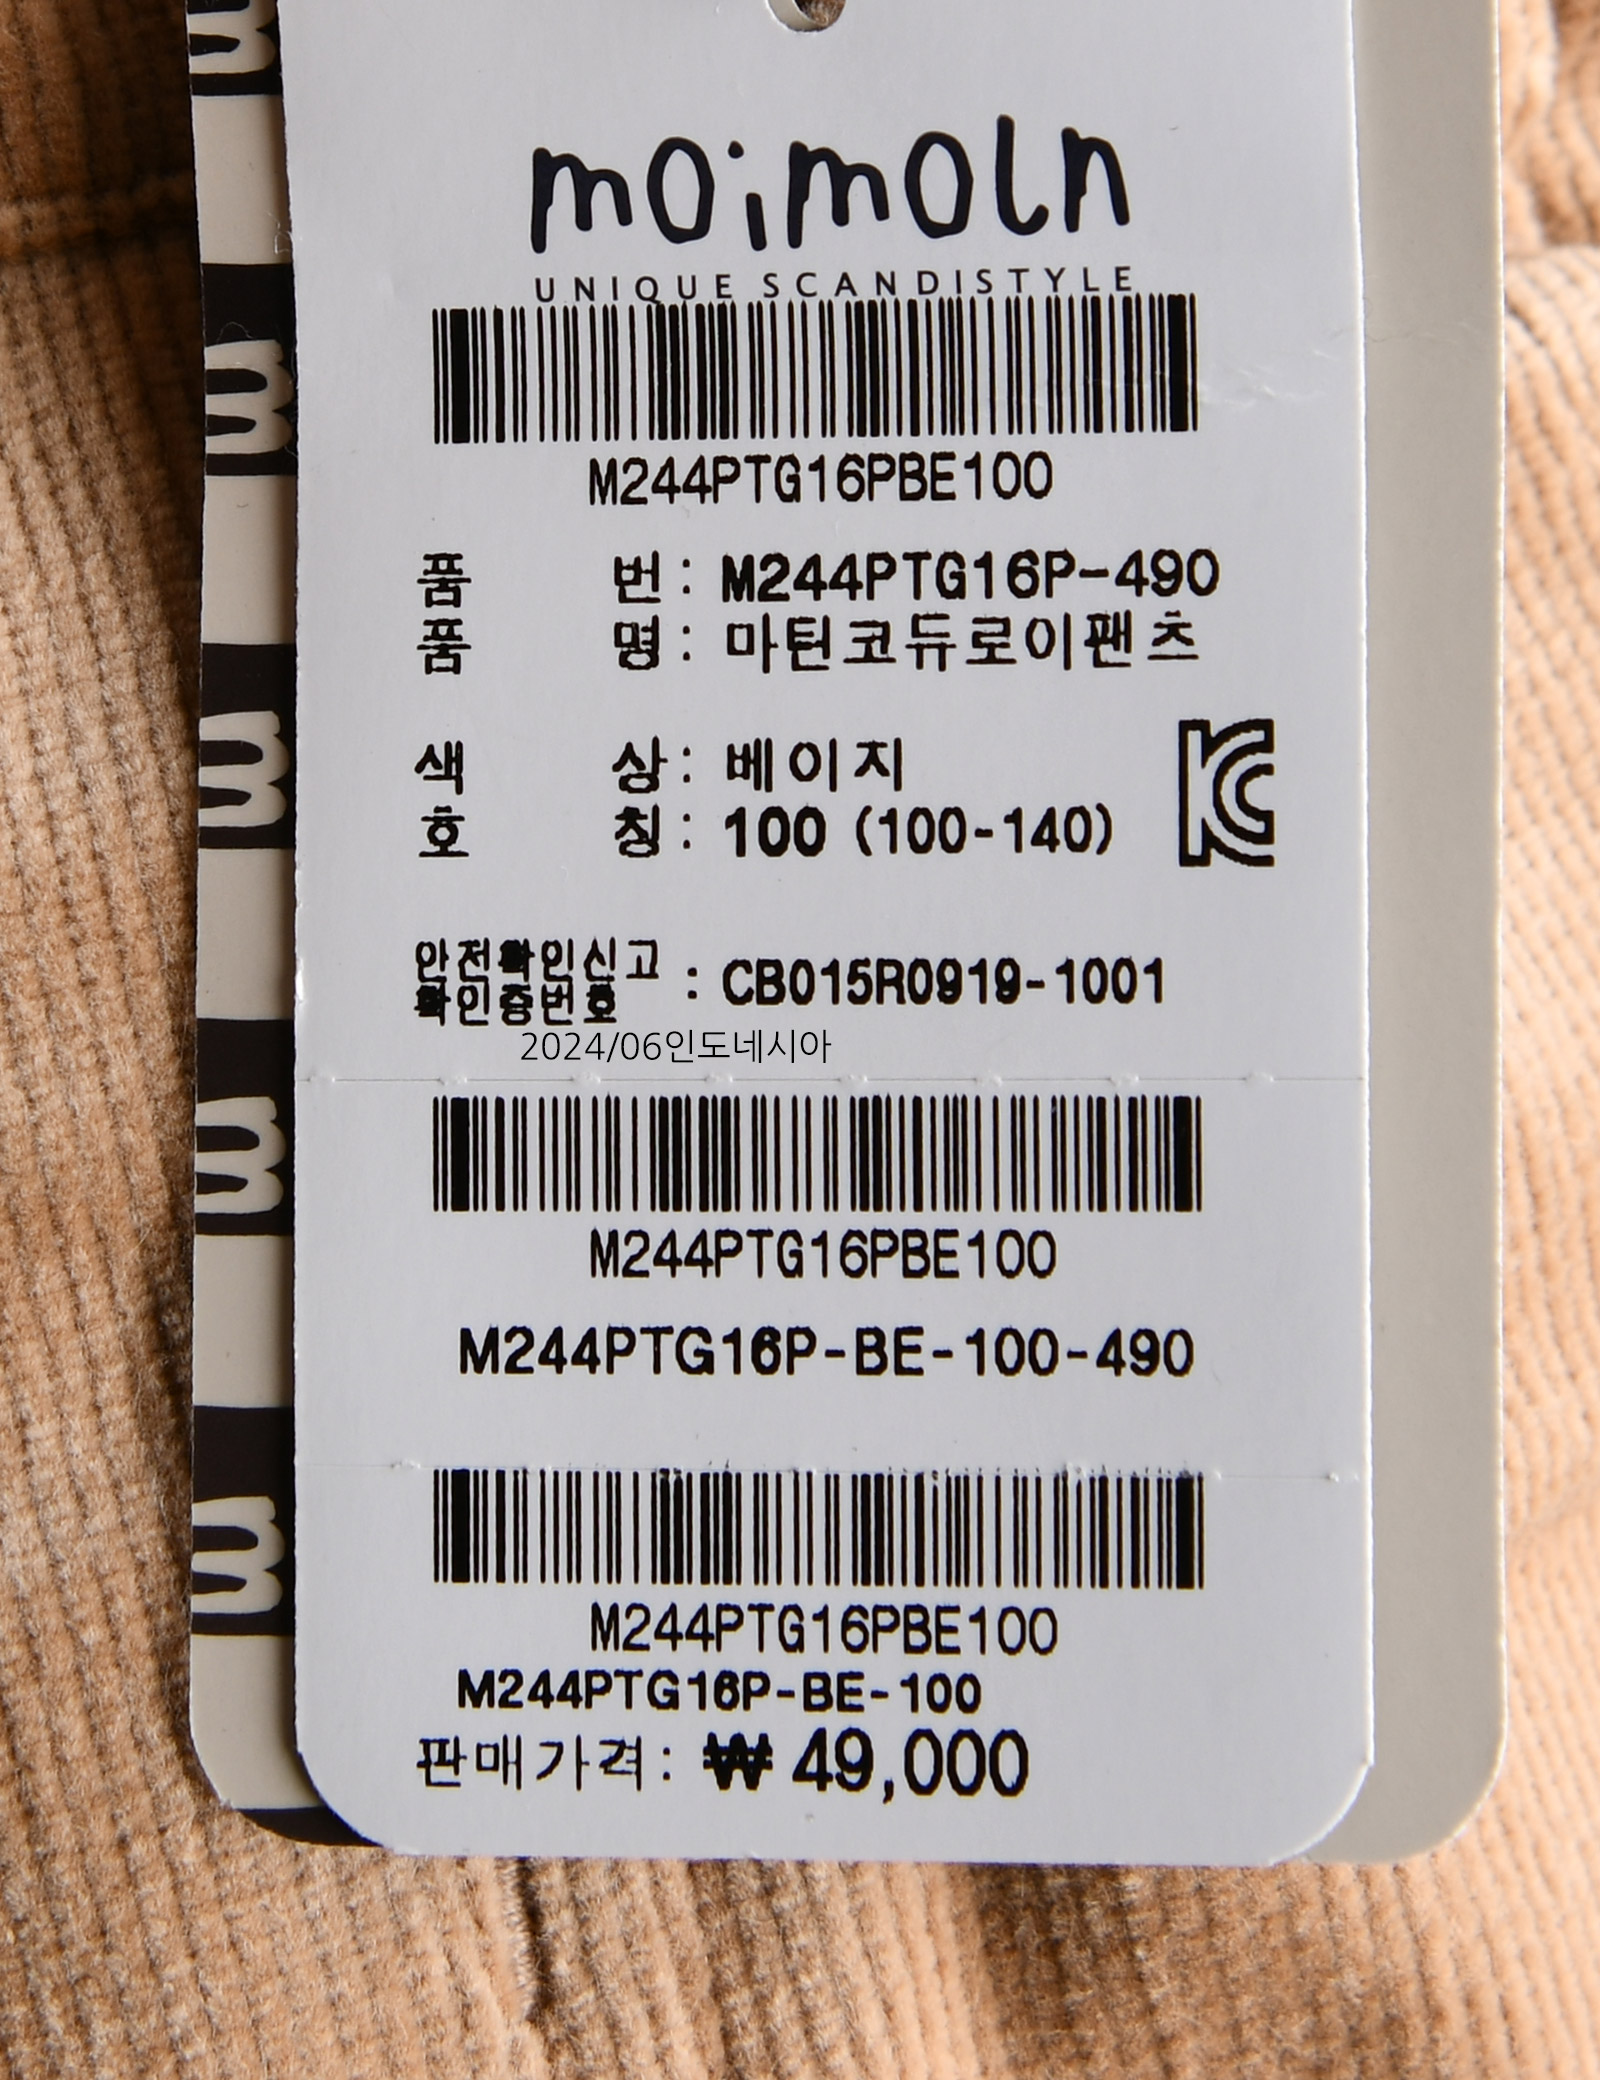 moimoln
UNIQUE SCANDISTYLE
M244PTG16PBE100
품 번 : M244PTG16P-490
품 명 : 마틴코듀로이팬츠
색 상 : 베이지
호 칭 : 100 (100-140)
KC
안전확인신고
확인증번호 : CB015R0919-1001
2024/06인도네시아
M244PTG16PBE100
M244PTG16P-BE-100-490
M244PTG16PBE100
M244PTG16P-BE-100
판매가격: ₩ 49,000